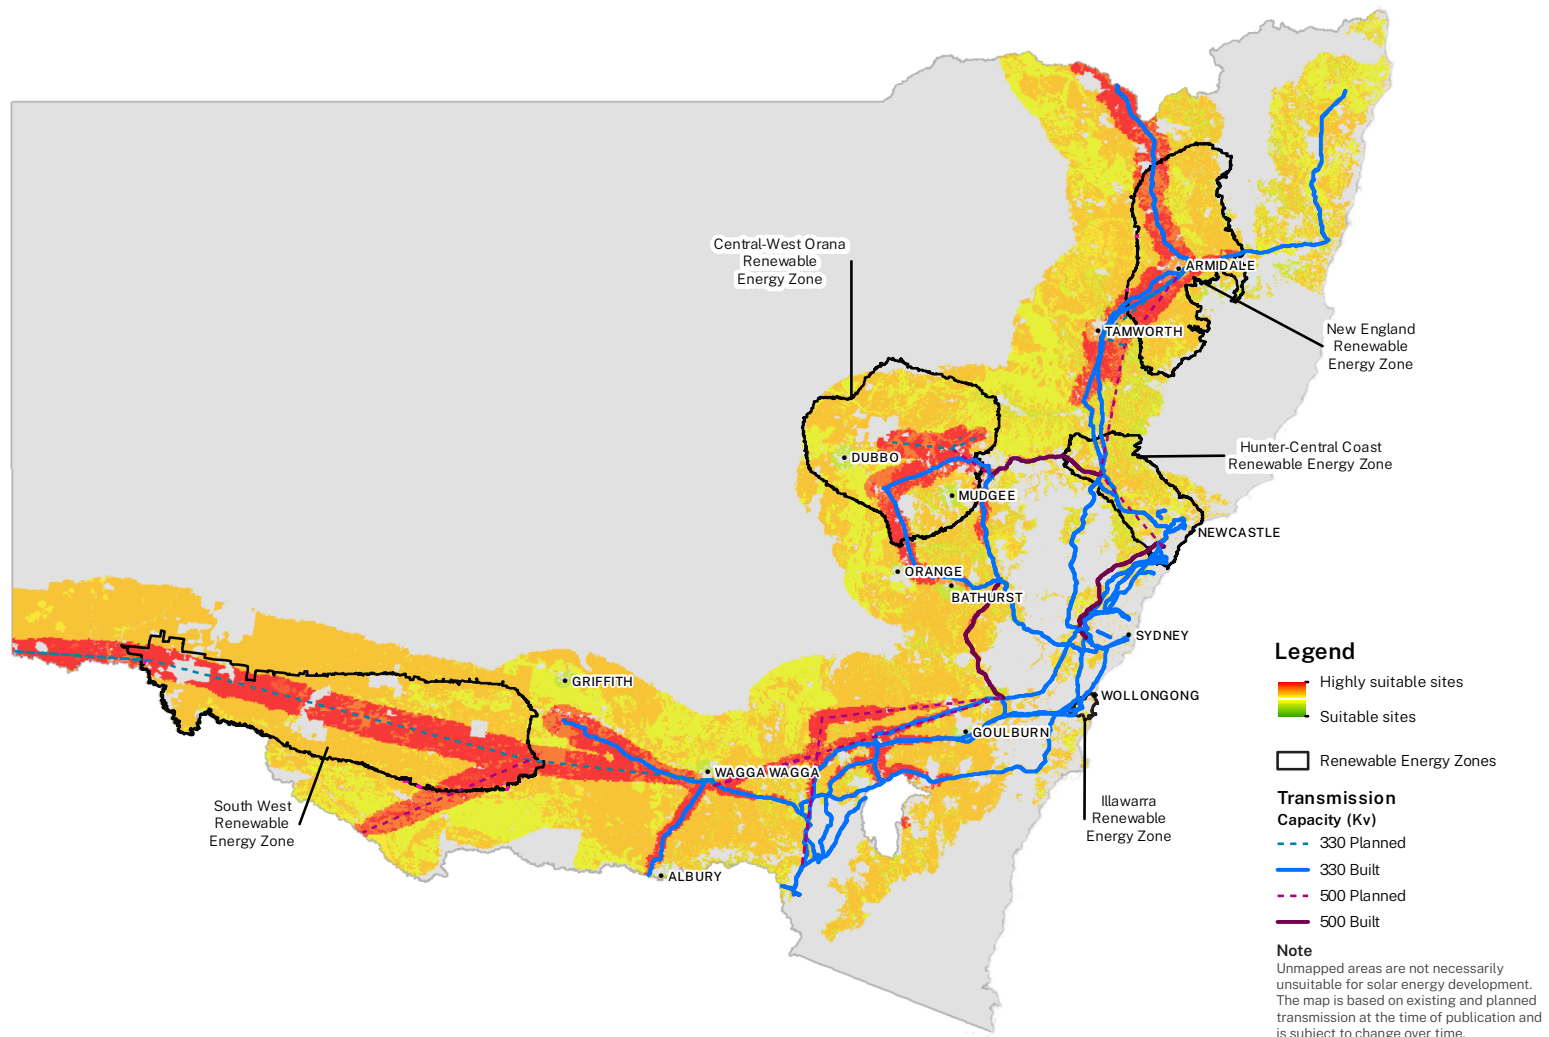 Central-West Orana
Renewable
Energy Zone
ARMIDALE
TAMWORTH
New England
Renewable
Energy Zone
Hunter-Central Coast
Renewable Energy Zone
DUBBO
MUDGEE
NEWCASTLE
ORANGE
BATHURST
SYDNEY
GRIFFITH
WOLLONGONG
GOULBURN
WAGGA WAGGA
South West
Renewable
Energy Zone
Illawarra
Renewable
Energy Zone
ALBURY
Legend
Highly suitable sites
Suitable sites
Renewable Energy Zones
Transmission
Capacity (Kv)
330 Planned
330 Built
500 Planned
500 Built
Note
Unmapped areas are not necessarily
unsuitable for solar energy development.
The map is based on existing and planned
transmission at the time of publication and
is subject to change over time.